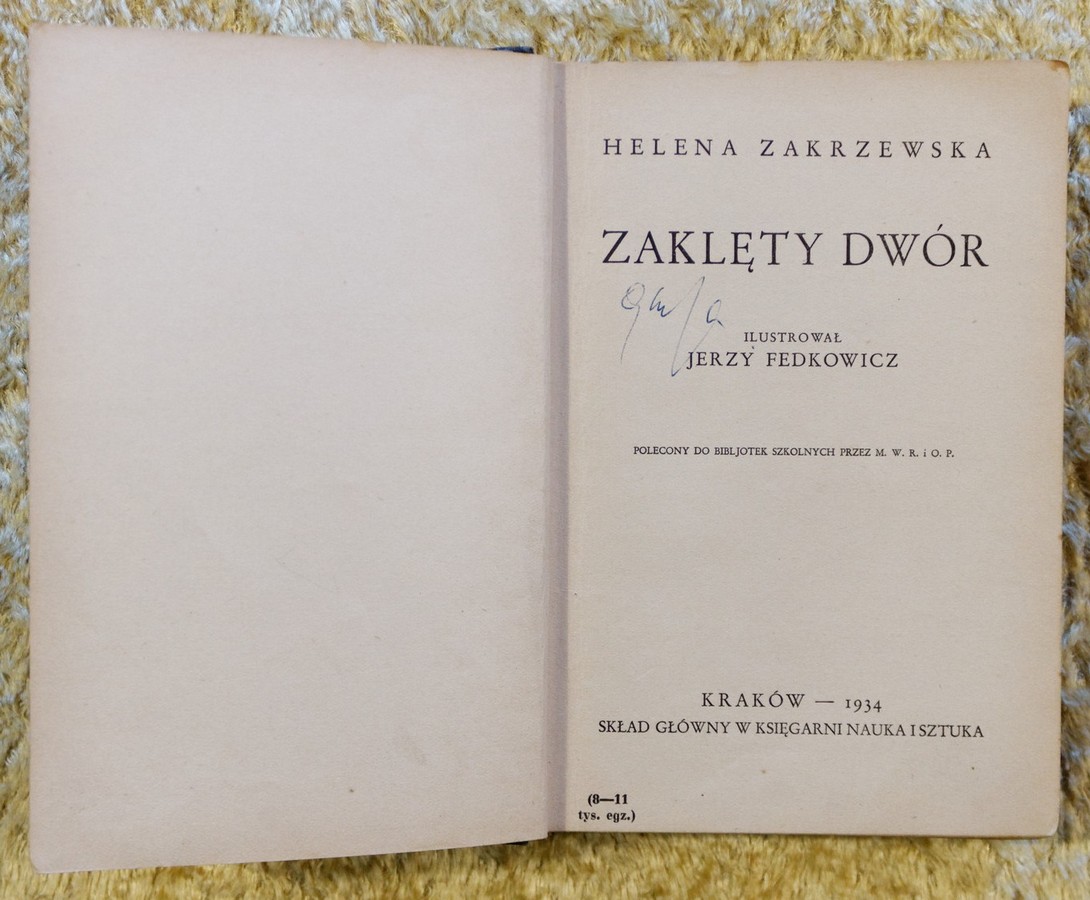 HELENA ZAKRZEWSKA
ZAKLĘTY DWÓR
ILUSTROWAŁ
JERZY FEDKOWICZ
POLECONY DO BIBLJOTEK SZKOLNYCH PRZEZ M. W. R. i O. P.
KRAKÓW — 1934
SKŁAD GŁÓWNY W KSIĘGARNI NAUKA I SZTUKA
(8—11
tys. egz.)